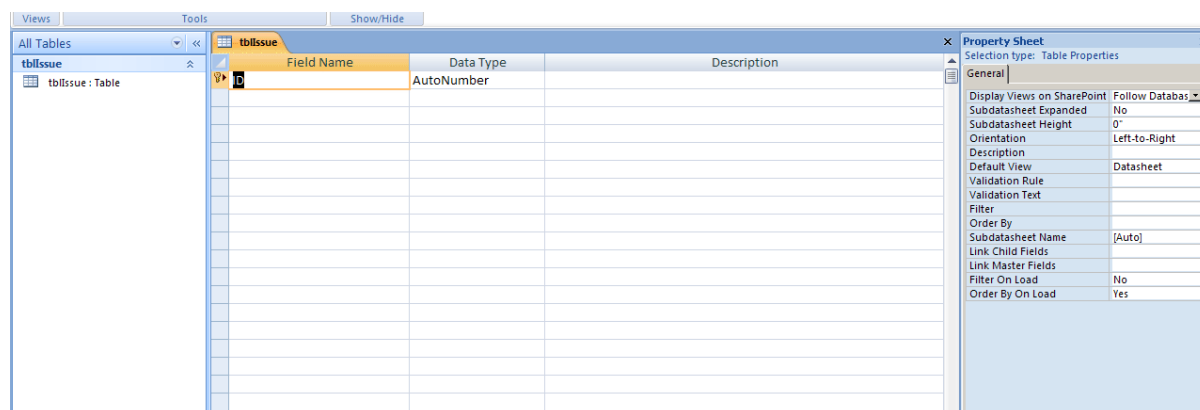 Views Tools Show/Hide
All Tables
tblIssue
tblIssue : Table
tblIssue
Field Name Data Type Description
ID AutoNumber
Property Sheet
Selection type: Table Properties
General
Display Views on SharePoint Follow Databas
Subdatasheet Expanded No
Subdatasheet Height 0"
Orientation Left-to-Right
Description
Default View Datasheet
Validation Rule
Validation Text
Filter
Order By
Subdatasheet Name [Auto]
Link Child Fields
Link Master Fields
Filter On Load No
Order By On Load Yes